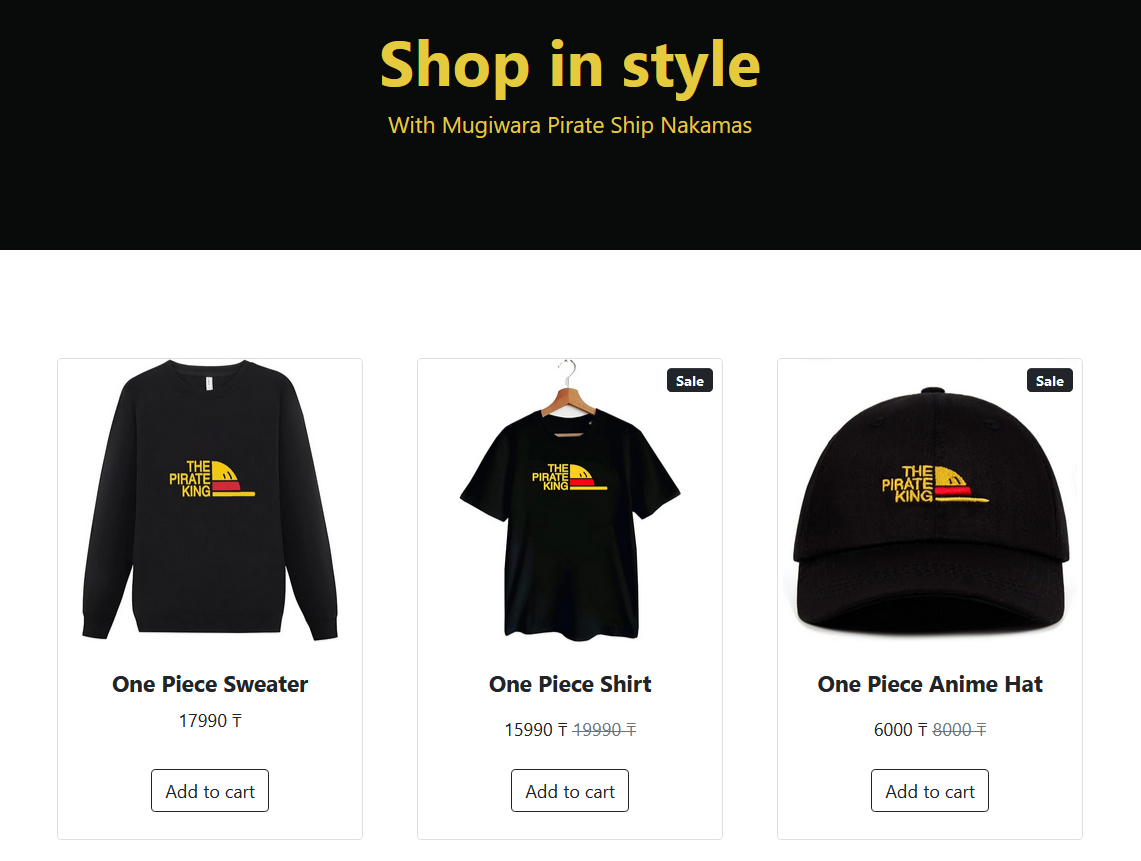 Shop in style
With Mugiwara Pirate Ship Nakamas
THE
PIRATE
KING
One Piece Sweater
17990 ₸
Add to cart
Sale
THE
PIRATE
KING
One Piece Shirt
15990 ₸ 19990 ₸
Add to cart
Sale
THE
PIRATE
KING
One Piece Anime Hat
6000 ₸ 8000 ₸
Add to cart